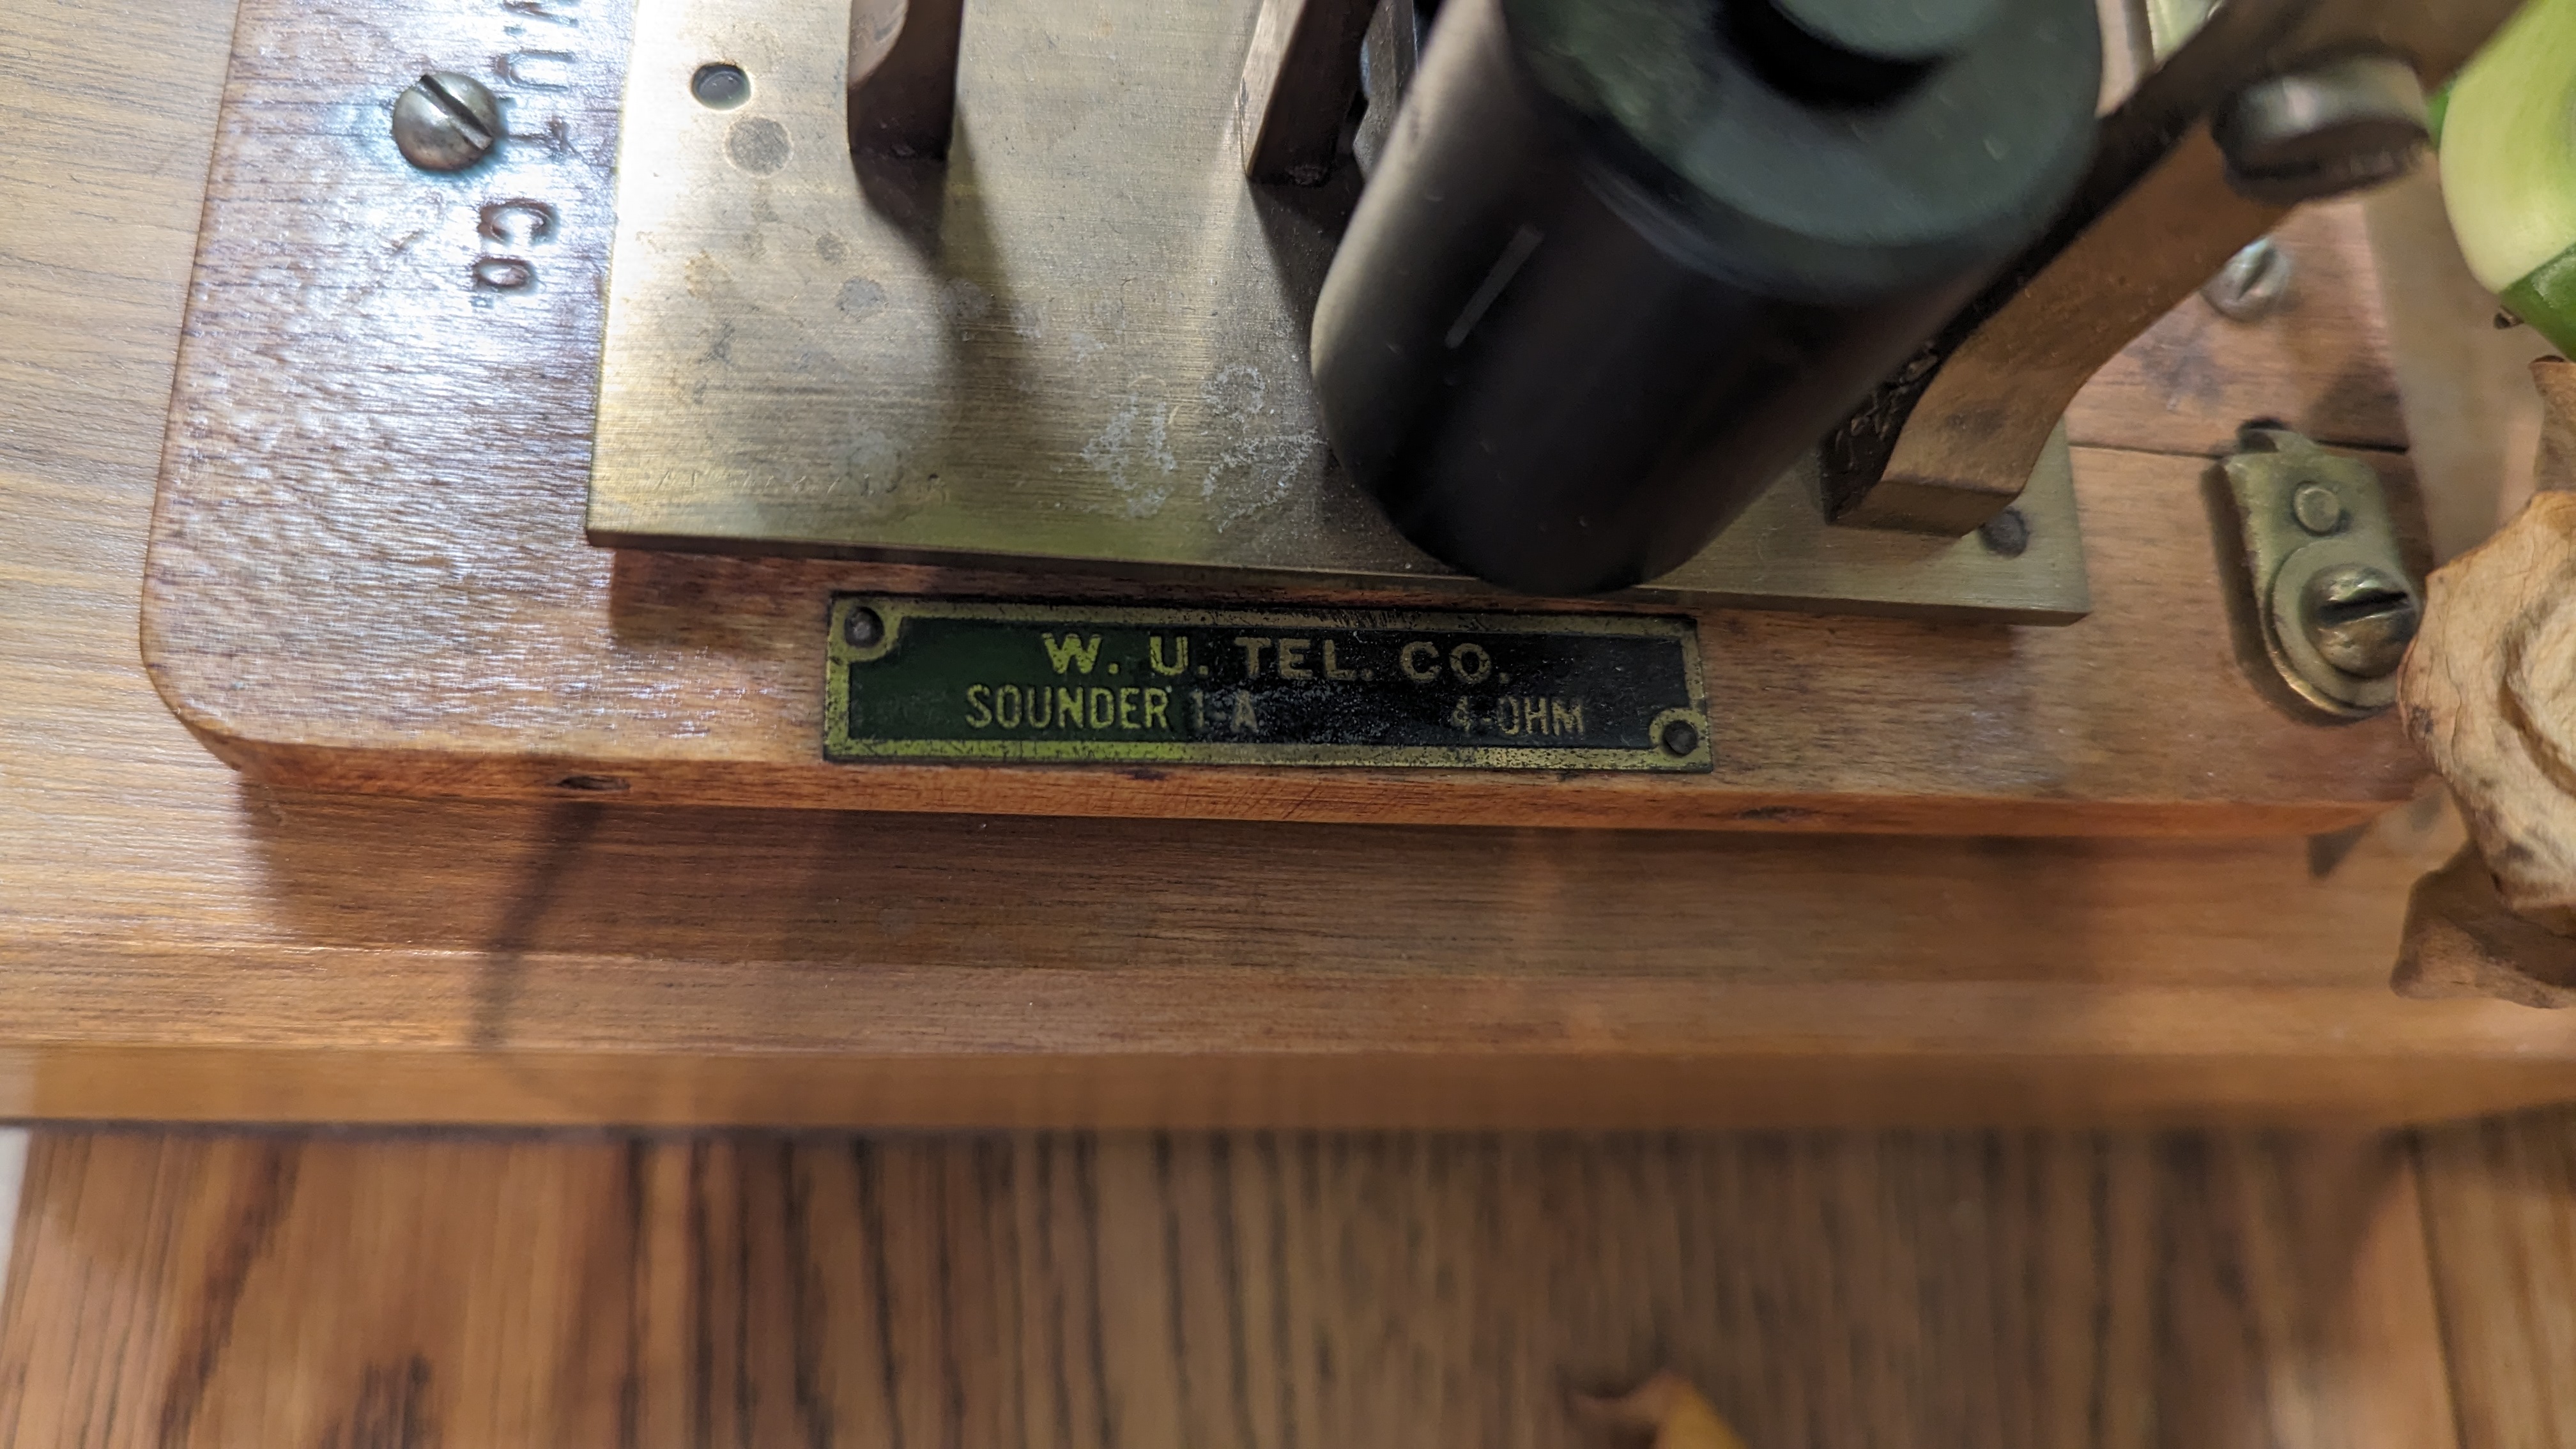 W.U.T
Co.
W. U. TEL. CO.
SOUNDER 1-A 4-OHM